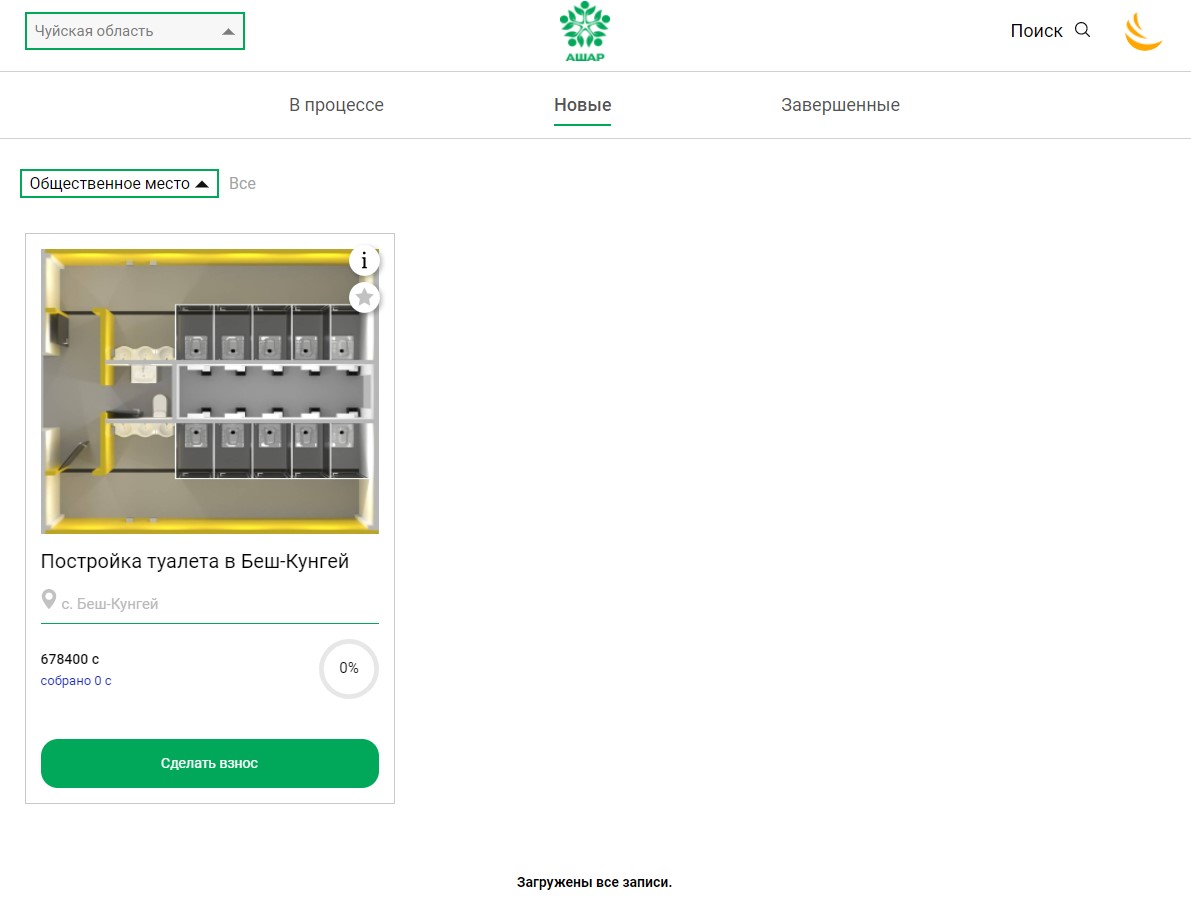 Чуйская область
АШАР
Поиск
В процессе
Новые
Завершенные
Общественное место
Все
i
Постройка туалета в Беш-Кунгей
с. Беш-Кунгей
678400 с
собрано 0 с
0%
Сделать взнос
Загружены все записи.